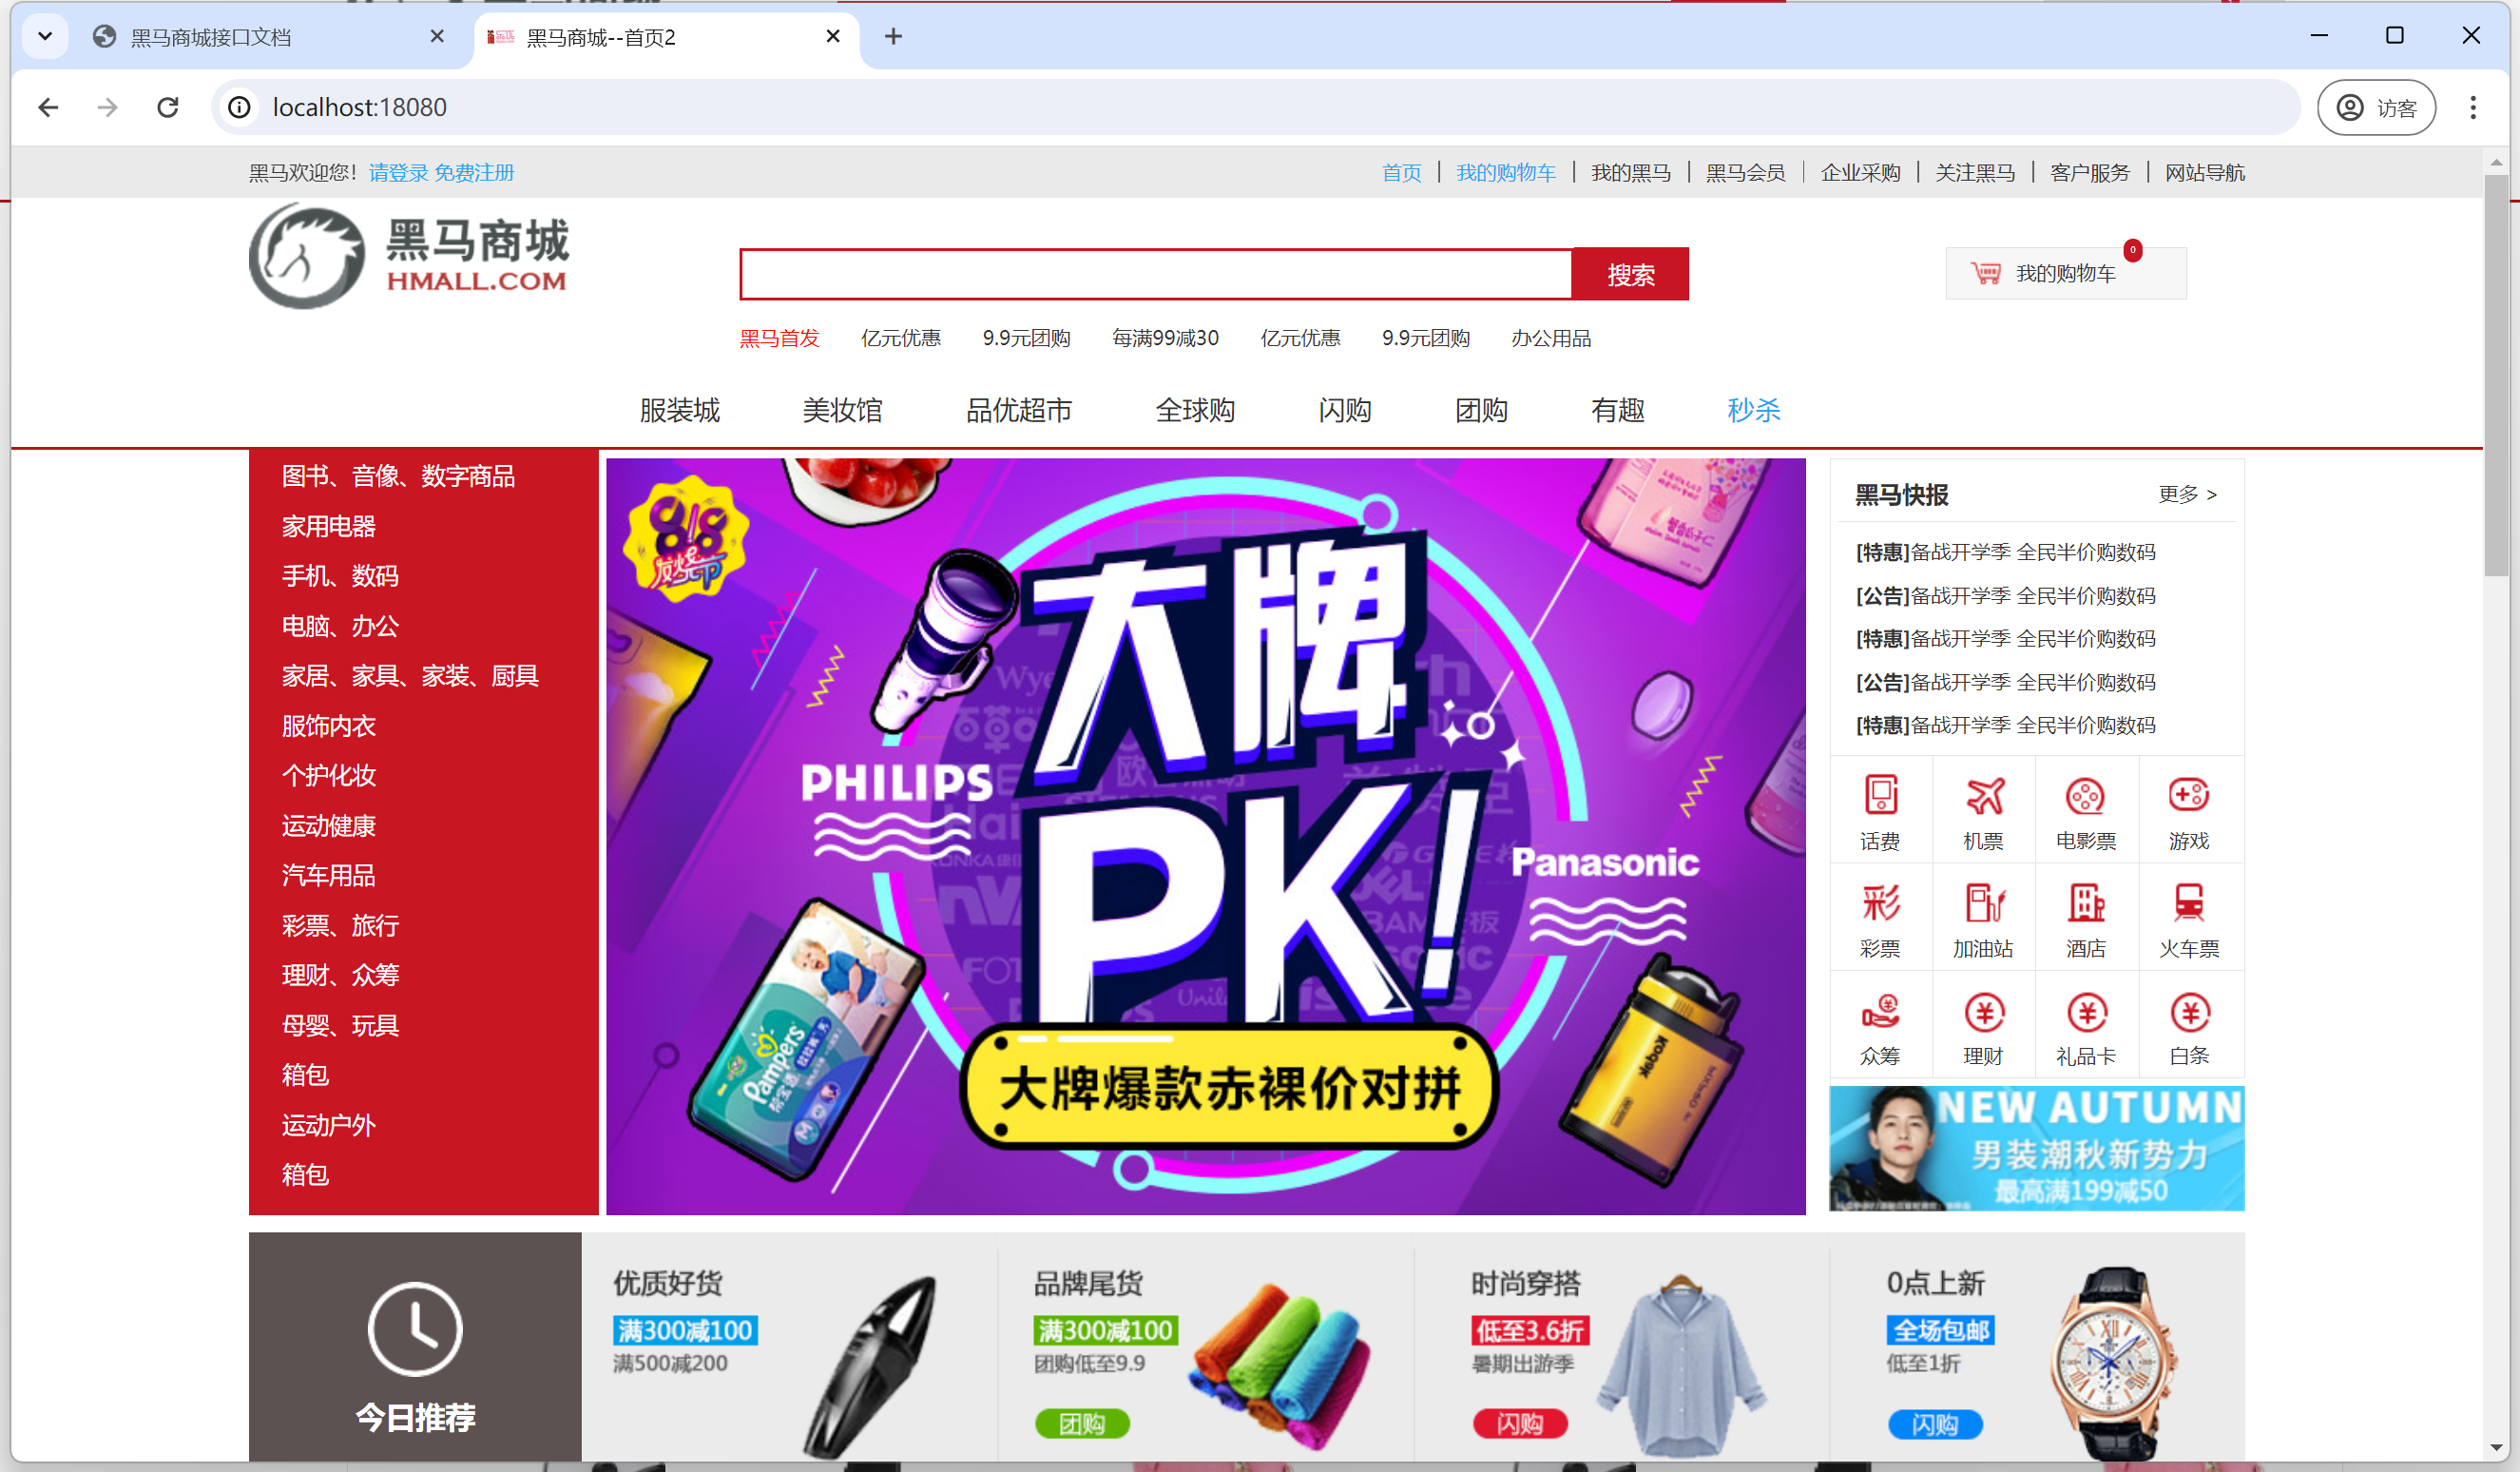 黑马商城接口文档
黑马商城--首页2
localhost:18080
访客
黑马欢迎您！请登录 免费注册
首页 我的购物车 我的黑马 黑马会员 企业采购 关注黑马 客户服务 网站导航
黑马商城
HMALL.COM
搜索
我的购物车
0
黑马首发 亿元优惠 9.9元团购 每满99减30 亿元优惠 9.9元团购 办公用品
服装城 美妆馆 品优超市 全球购 闪购 团购 有趣 秒杀
图书、音像、数字商品
家用电器
手机、数码
电脑、办公
家居、家具、家装、厨具
服饰内衣
个护化妆
运动健康
汽车用品
彩票、旅行
理财、众筹
母婴、玩具
箱包
运动户外
箱包
大牌
PK!
PHILIPS
Panasonic
Pampers
大牌爆款赤裸价对拼
黑马快报
更多 >
[特惠]备战开学季 全民半价购数码
[公告]备战开学季 全民半价购数码
[特惠]备战开学季 全民半价购数码
[公告]备战开学季 全民半价购数码
[特惠]备战开学季 全民半价购数码
话费 机票 电影票 游戏
彩票 加油站 酒店 火车票
众筹 理财 礼品卡 白条
NEW AUTUMN
男装潮秋新势力
最高满199减50
今日推荐
优质好货
满300减100
满500减200
品牌尾货
满300减100
团购低至9.9
团购
时尚穿搭
低至3.6折
暑期出游季
闪购
0点上新
全场包邮
低至1折
闪购